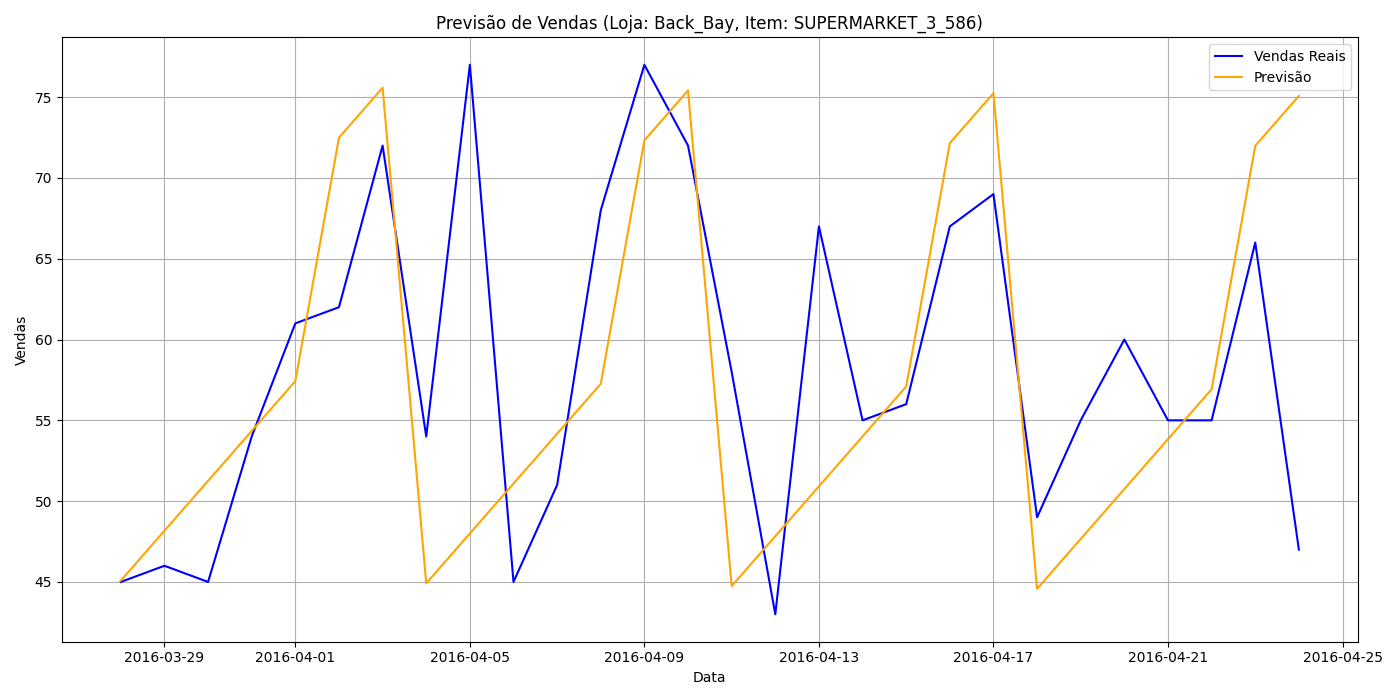 Previsão de Vendas (Loja: Back_Bay, Item: SUPERMARKET_3_586)
Vendas Reais
Previsão
75
70
65
60
55
50
45
Vendas
2016-03-29 2016-04-01 2016-04-05 2016-04-09 2016-04-13 2016-04-17 2016-04-21 2016-04-25
Data